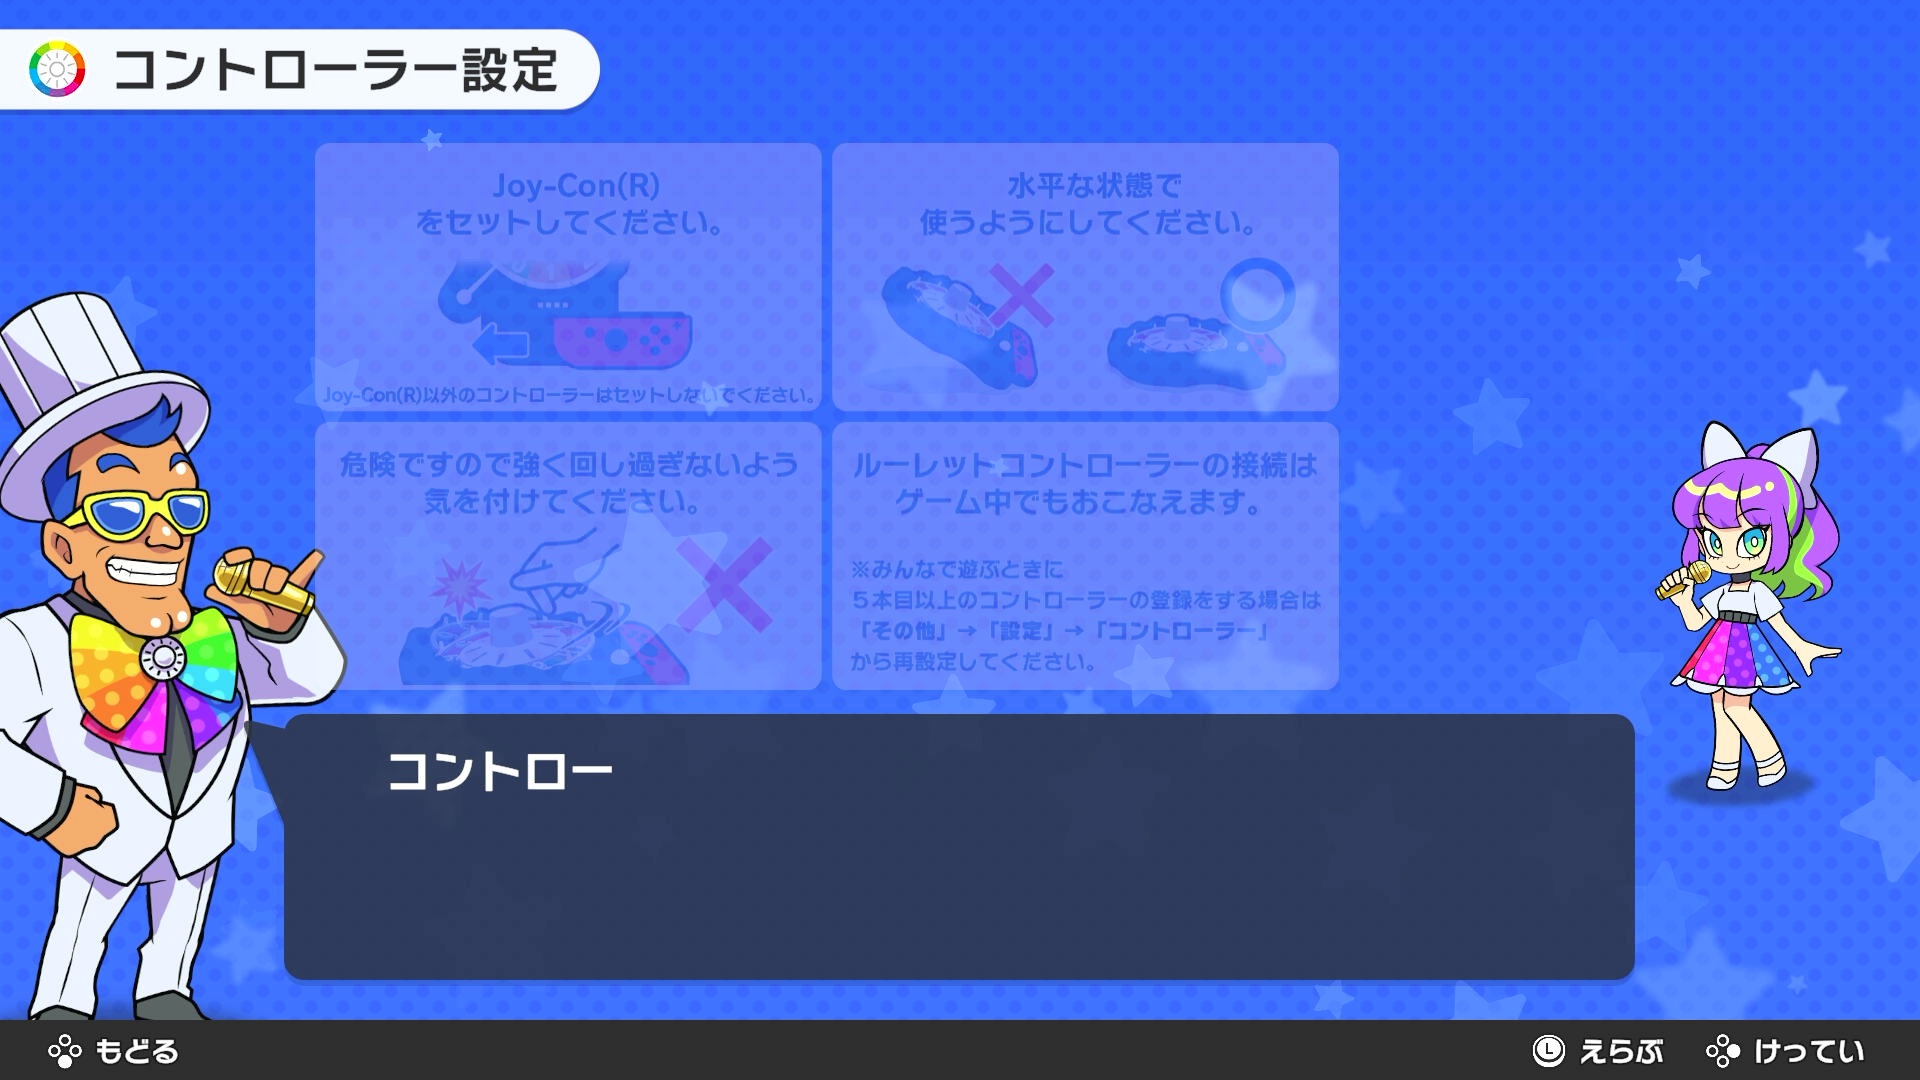 コントローラー設定
Joy-Con(R)
をセットしてください。
Joy-Con(R)以外のコントローラーはセットしないでください。
水平な状態で
使うようにしてください。
危険ですので強く回し過ぎないよう
気を付けてください。
ルーレットコントローラーの接続は
ゲーム中でもおこなえます。
※みんなで遊ぶときに
５本目以上のコントローラーの登録をする場合は
「その他」→「設定」→「コントローラー」
から再設定してください。
コントロー
もどる
L えらぶ けってい